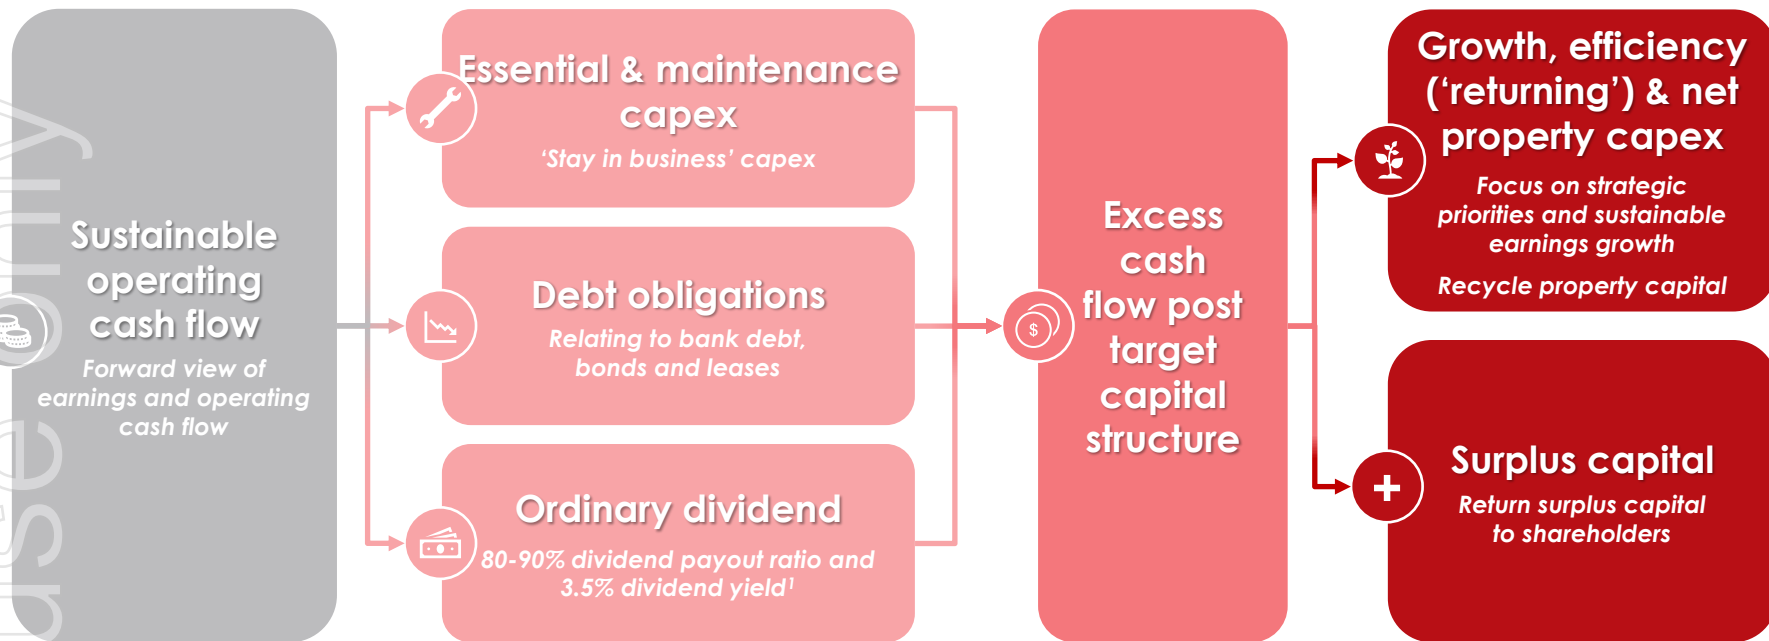 Sustainable
operating
cash flow
Forward view of
earnings and operating
cash flow
Essential & maintenance
capex
‘Stay in business’ capex
Debt obligations
Relating to bank debt,
bonds and leases
Ordinary dividend
80-90% dividend payout ratio and
3.5% dividend yield¹
$
Excess
cash
flow post
target
capital
structure
Growth, efficiency
(‘returning’) & net
property capex
Focus on strategic
priorities and sustainable
earnings growth
Recycle property capital
Surplus capital
Return surplus capital
to shareholders
use only